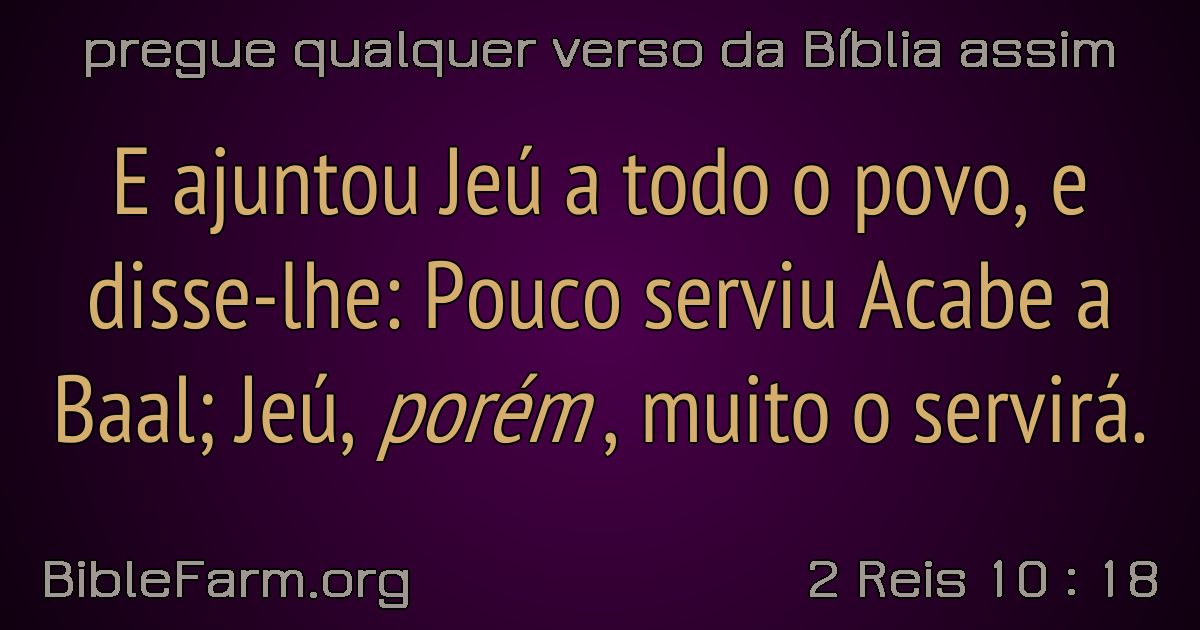 pregue qualquer verso da Bíblia assim
E ajuntou Jeú a todo o povo, e
disse-lhe: Pouco serviu Acabe a
Baal; Jeú, porém , muito o servirá.
BibleFarm.org
2 Reis 10 : 18